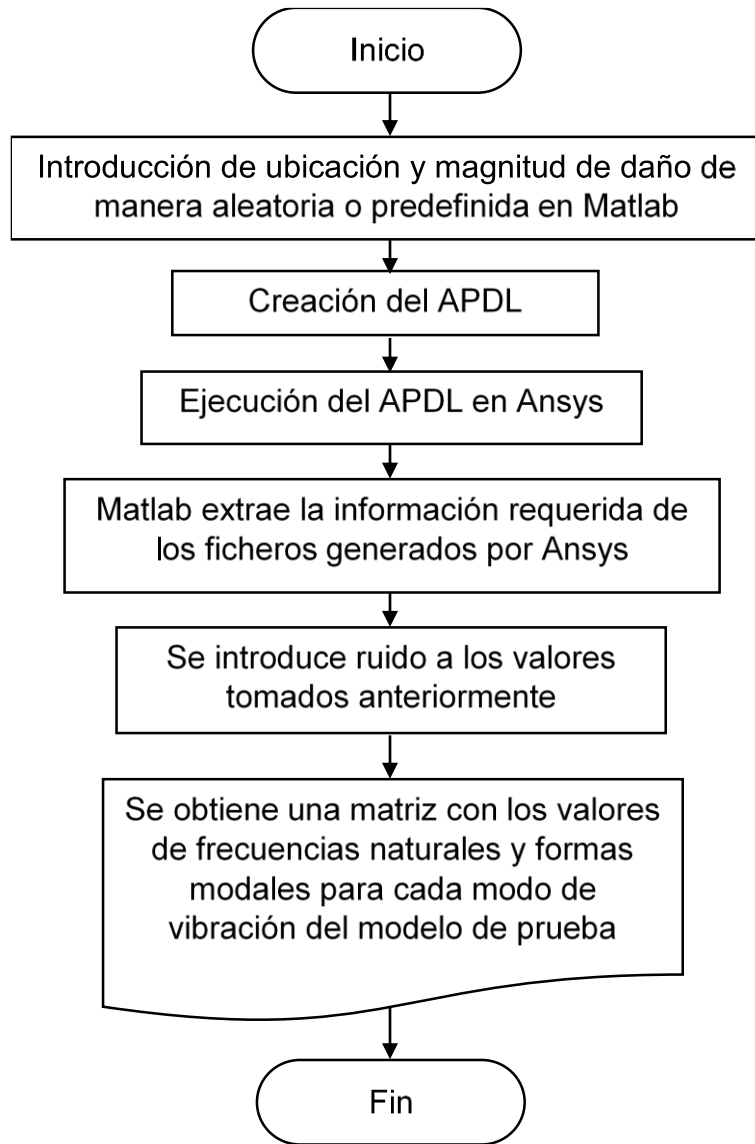 Inicio
Introducción de ubicación y magnitud de daño de
manera aleatoria o predefinida en Matlab
Creación del APDL
Ejecución del APDL en Ansys
Matlab extrae la información requerida de
los ficheros generados por Ansys
Se introduce ruido a los valores
tomados anteriormente
Se obtiene una matriz con los valores
de frecuencias naturales y formas
modales para cada modo de
vibración del modelo de prueba
Fin